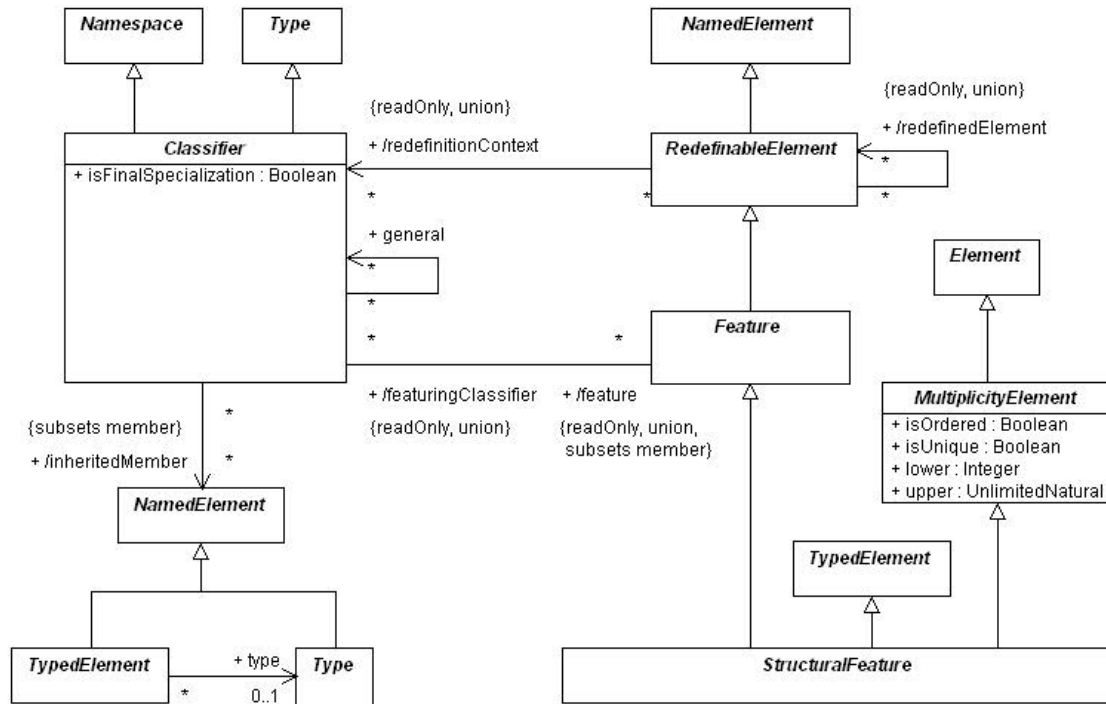 Namespace
Type
NamedElement
{readOnly, union}
+ /redefinitionContext
{readOnly, union}
+ /redefinedElement
Classifier
+ isFinalSpecialization : Boolean
RedefinableElement
*
*
*
*
+ general
*
*
Element
*
*
Feature
+ /featuringClassifier
+ /feature
{readOnly, union}
{readOnly, union,
subsets member}
MultiplicityElement
+ isOrdered : Boolean
+ isUnique : Boolean
+ lower : Integer
+ upper : UnlimitedNatural
*
{subsets member}
+ /inheritedMember
*
NamedElement
TypedElement
TypedElement
+ type
*
0..1
Type
StructuralFeature